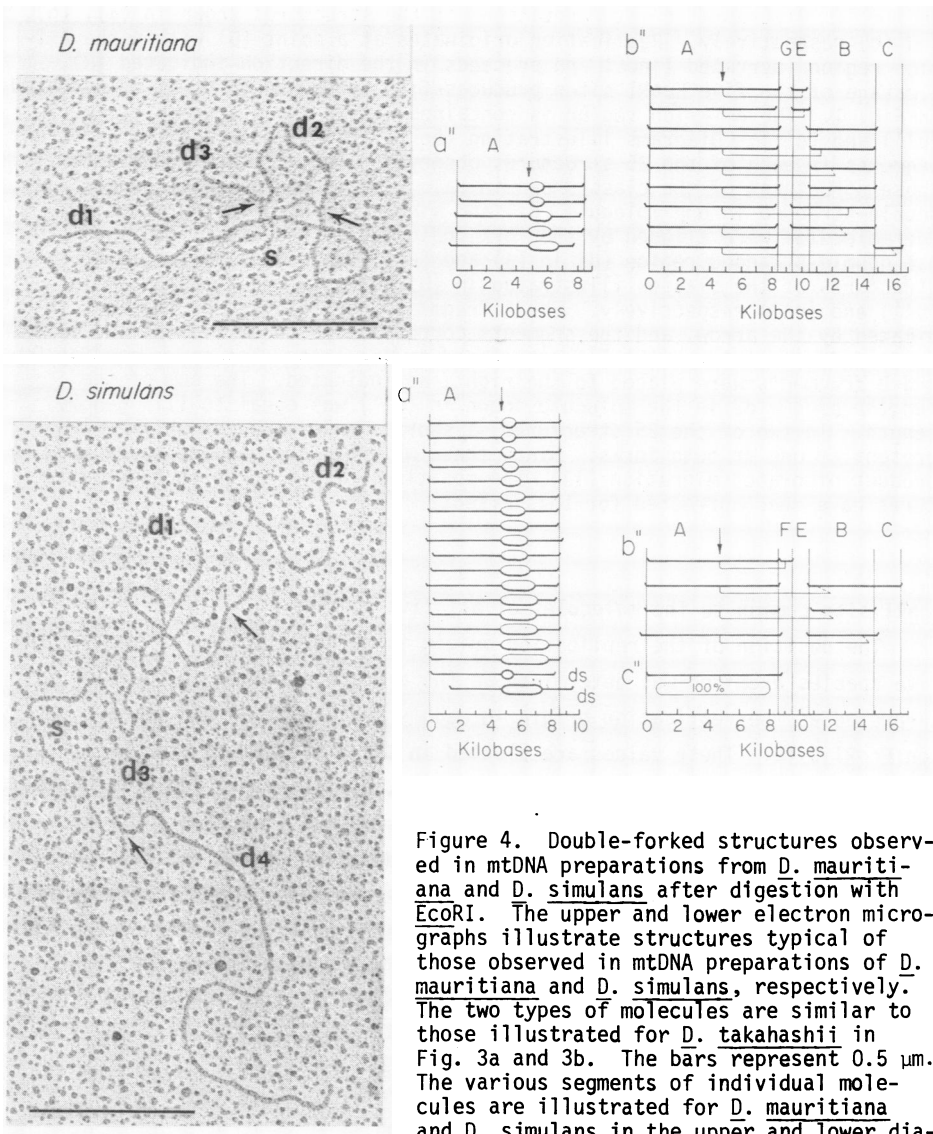 D. mauritiana
d2
d3
d1
s
a"
A
0 2 4 6 8
Kilobases
b"
A GE B C
0 2 4 6 8 10 12 14 16
Kilobases
D. simulans
d2
d1
s
d3
d4
a"
A
ds
ds
0 2 4 6 8 10
Kilobases
b"
A FE B C
c"
100%
0 2 4 6 8 10 12 14 16
Kilobases
Figure 4. Double-forked structures observ-
ed in mtDNA preparations from D. mauriti-
ana and D. simulans after digestion with
EcoRI. The upper and lower electron micro-
graphs illustrate structures typical of
those observed in mtDNA preparations of D.
mauritiana and D. simulans, respectively.
The two types of molecules are similar to
those illustrated for D. takahashii in
Fig. 3a and 3b. The bars represent 0.5 μm.
The various segments of individual mole-
cules are illustrated for D. mauritiana
and D. simulans in the upper and lower dia-